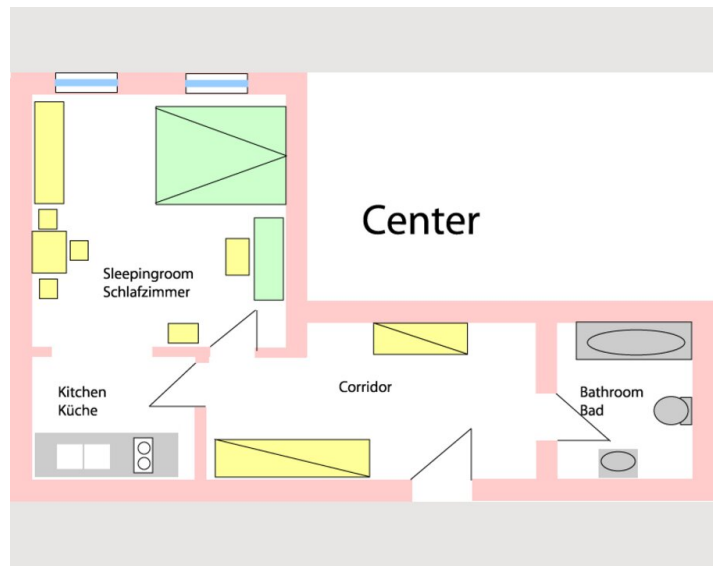 Center
Sleepingroom
Schlafzimmer
Kitchen
Küche
Corridor
Bathroom
Bad